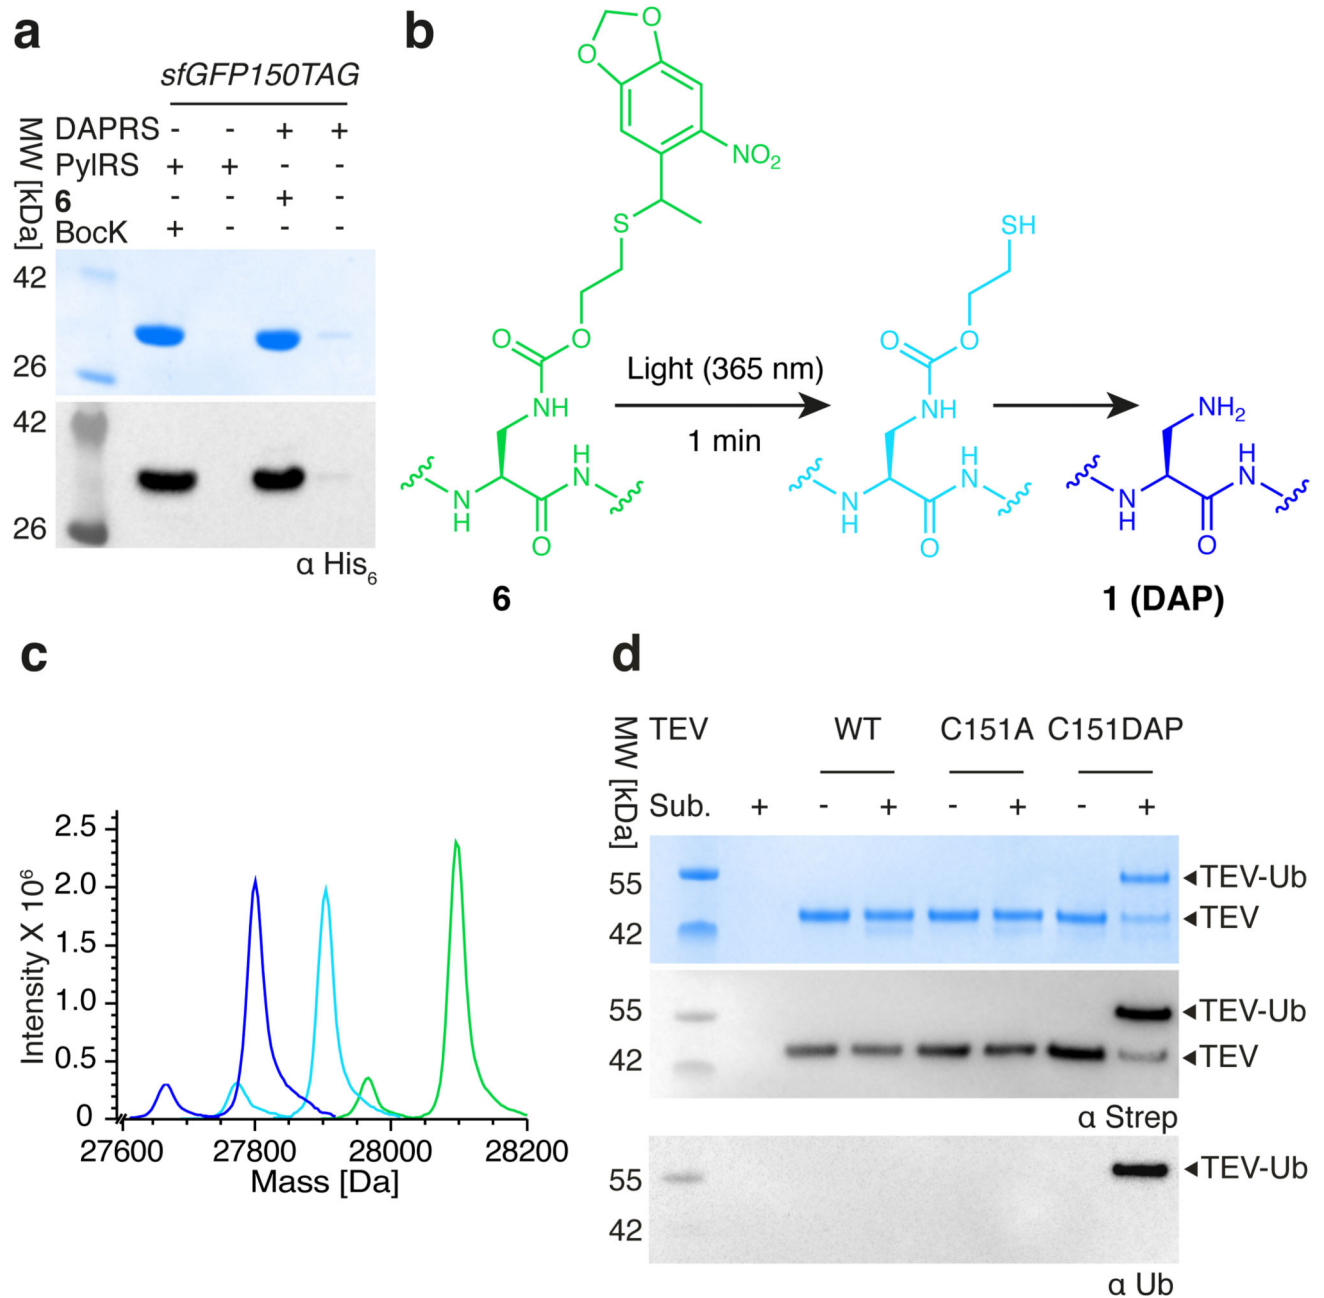 a
sfGFP150TAG
MW [kDa]
DAPRS - - + +
PylRS + + - -
6 - - + -
BocK + - - -
42
26
42
26
α His6
b
O
O
NO2
S
O
O
NH
H
N
N
H
O
6
Light (365 nm)
1 min
SH
O
O
NH
H
N
N
H
O
NH2
H
N
N
H
O
1 (DAP)
c
Intensity X 10⁶
2.5
2.0
1.5
1.0
0.5
0
27600 27800 28000 28200
Mass [Da]
d
MW [kDa]
TEV WT C151A C151DAP
Sub. + - + - + - +
55 TEV-Ub
42 TEV
55 TEV-Ub
42 TEV
α Strep
55 TEV-Ub
42
α Ub